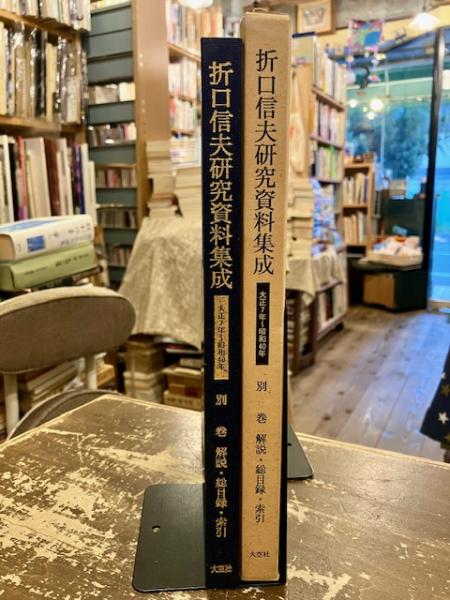 折口信夫研究資料集成
大正7年~昭和40年
別巻 解説・総目録・索引
大空社
折口信夫研究資料集成
大正7年~昭和40年
別巻 解説・総目録・索引
大空社